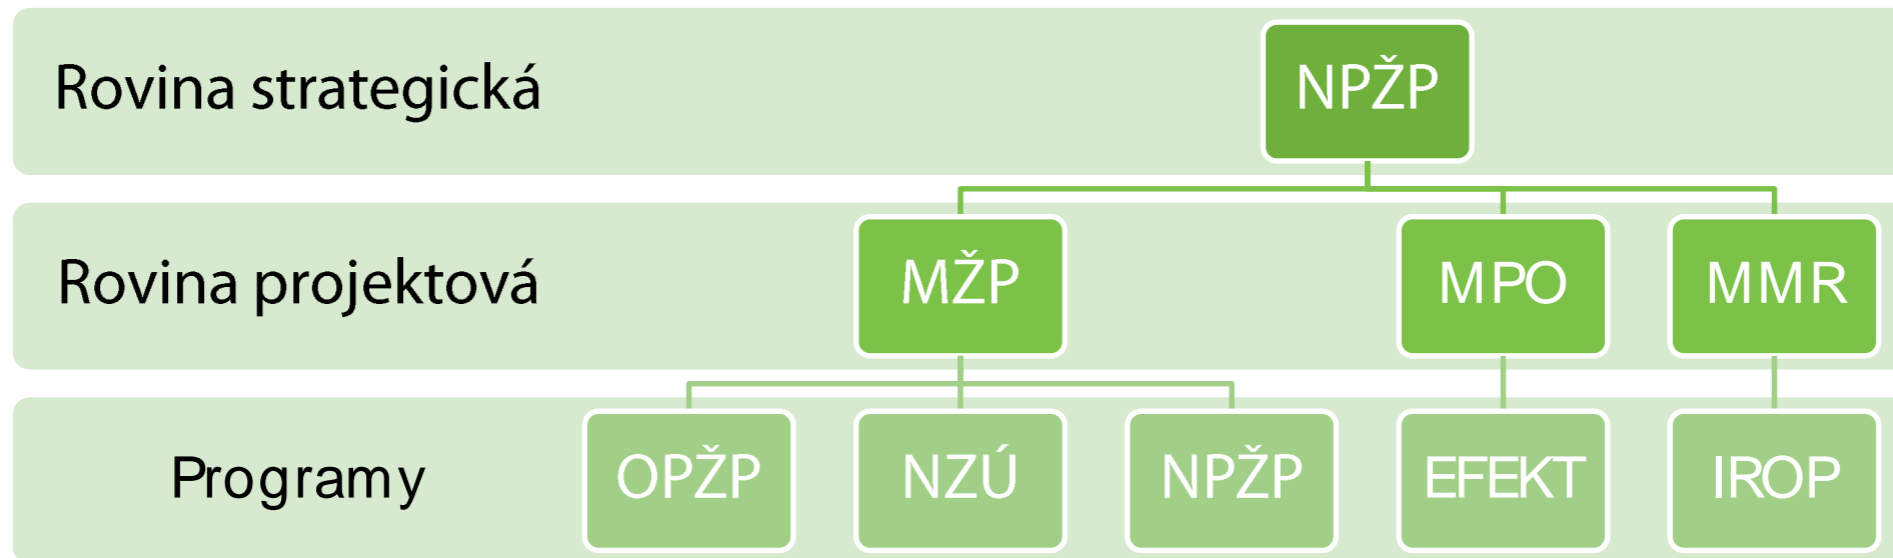 Rovina strategická
NPŽP
Rovina projektová
MŽP
MPO
MMR
Programy
OPŽP
NZÚ
NPŽP
EFEKT
IROP